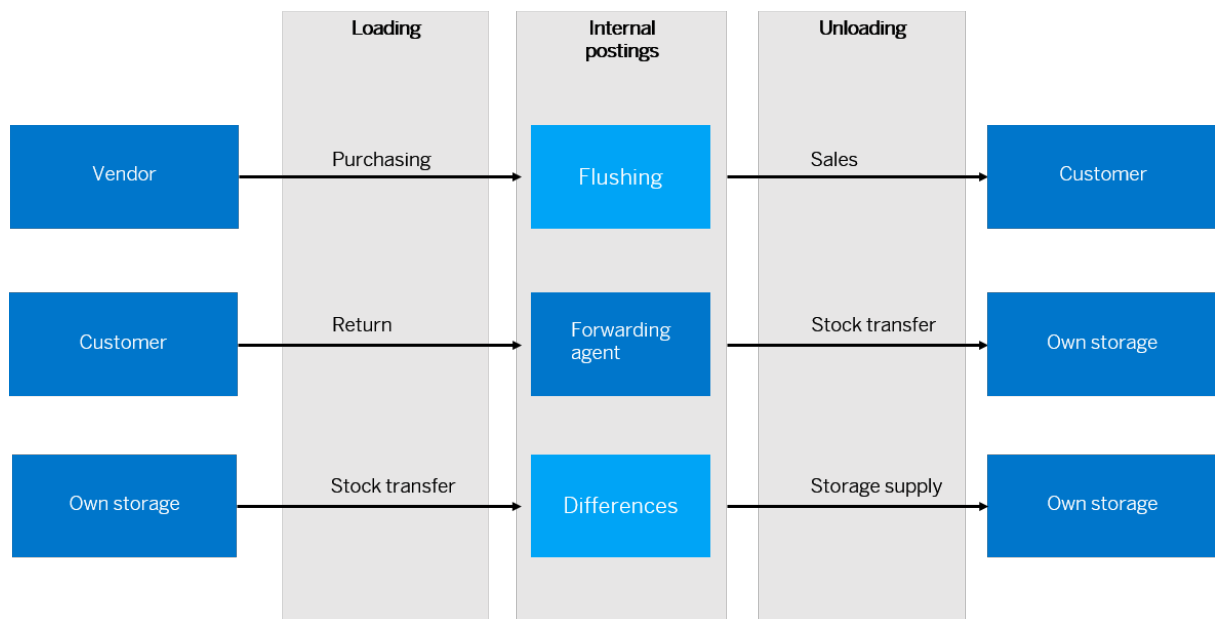 Loading
Internal
postings
Unloading
Vendor
Purchasing
Flushing
Sales
Customer
Customer
Return
Forwarding
agent
Stock transfer
Own storage
Own storage
Stock transfer
Differences
Storage supply
Own storage